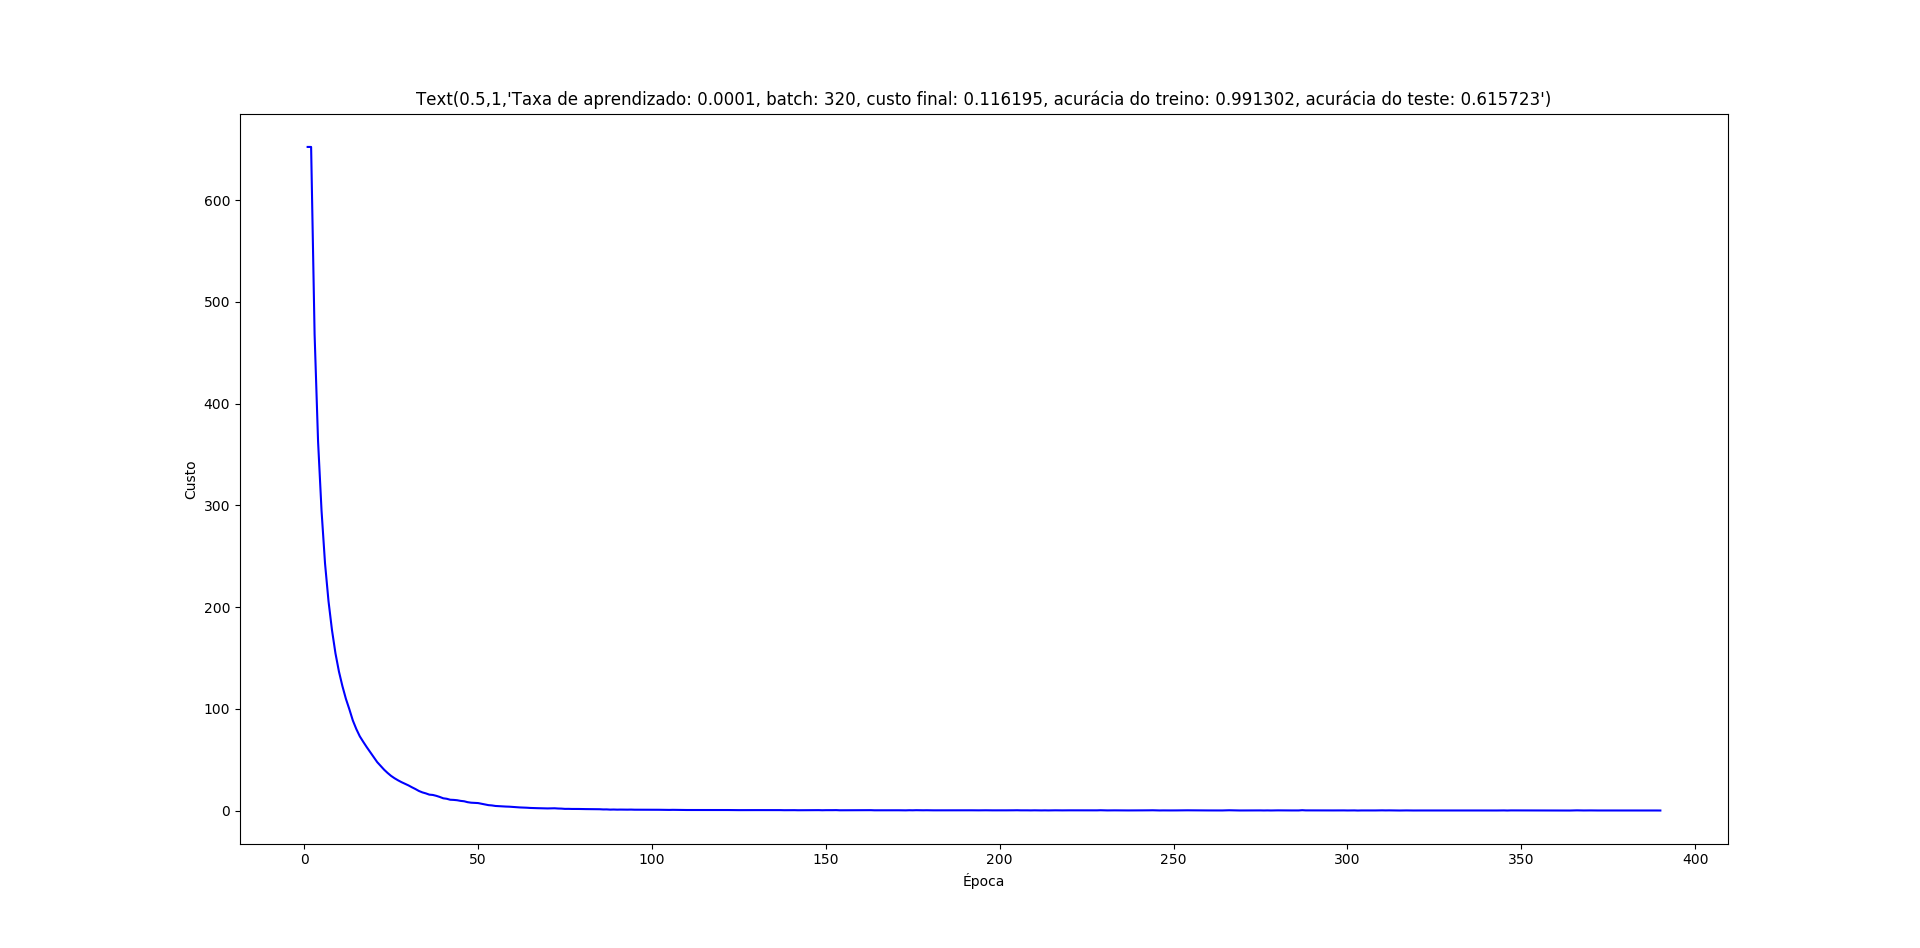 Text(0.5,1,'Taxa de aprendizado: 0.0001, batch: 320, custo final: 0.116195, acurácia do treino: 0.991302, acurácia do teste: 0.615723')
600
500
400
300
200
100
0
Custo
0 50 100 150 200 250 300 350 400
Época